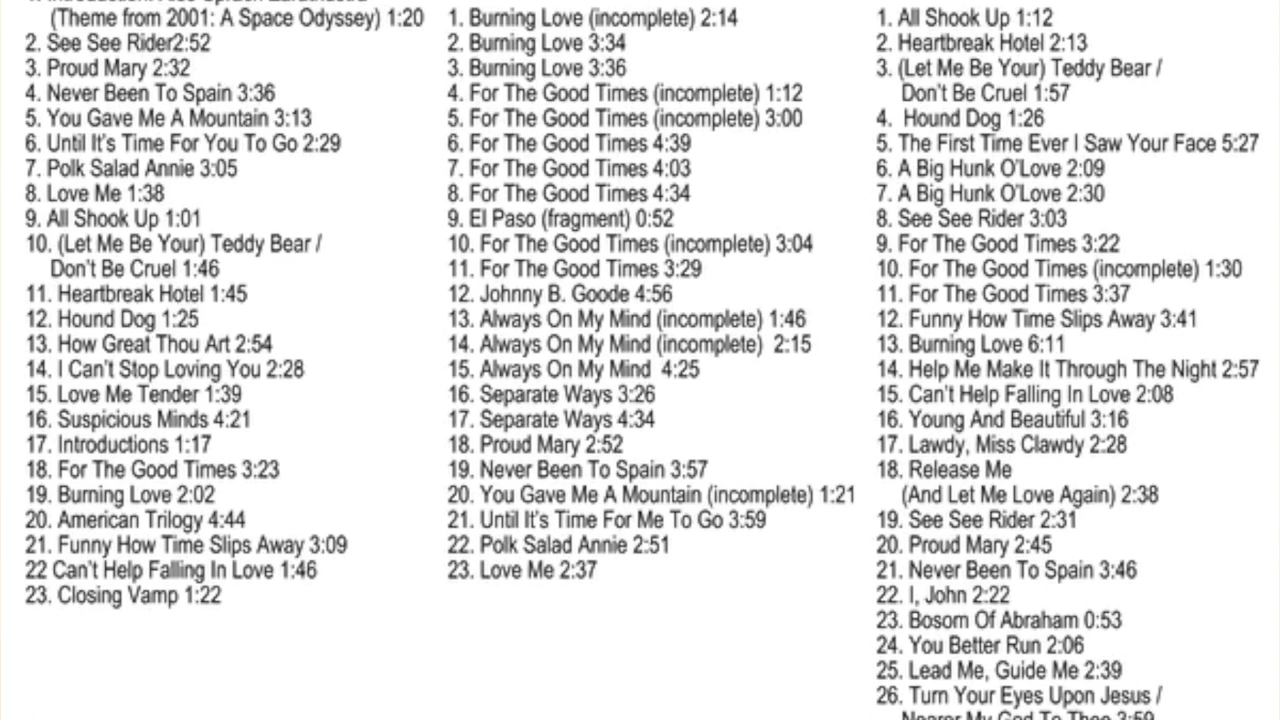 (Theme from 2001: A Space Odyssey) 1:20
2. See See Rider2:52
3. Proud Mary 2:32
4. Never Been To Spain 3:36
5. You Gave Me A Mountain 3:13
6. Until It's Time For You To Go 2:29
7. Polk Salad Annie 3:05
8. Love Me 1:38
9. All Shook Up 1:01
10. (Let Me Be Your) Teddy Bear /
Don't Be Cruel 1:46
11. Heartbreak Hotel 1:45
12. Hound Dog 1:25
13. How Great Thou Art 2:54
14. I Can't Stop Loving You 2:28
15. Love Me Tender 1:39
16. Suspicious Minds 4:21
17. Introductions 1:17
18. For The Good Times 3:23
19. Burning Love 2:02
20. American Trilogy 4:44
21. Funny How Time Slips Away 3:09
22 Can't Help Falling In Love 1:46
23. Closing Vamp 1:22
1. Burning Love (incomplete) 2:14
2. Burning Love 3:34
3. Burning Love 3:36
4. For The Good Times (incomplete) 1:12
5. For The Good Times (incomplete) 3:00
6. For The Good Times 4:39
7. For The Good Times 4:03
8. For The Good Times 4:34
9. El Paso (fragment) 0:52
10. For The Good Times (incomplete) 3:04
11. For The Good Times 3:29
12. Johnny B. Goode 4:56
13. Always On My Mind (incomplete) 1:46
14. Always On My Mind (incomplete) 2:15
15. Always On My Mind 4:25
16. Separate Ways 3:26
17. Separate Ways 4:34
18. Proud Mary 2:52
19. Never Been To Spain 3:57
20. You Gave Me A Mountain (incomplete) 1:21
21. Until It's Time For Me To Go 3:59
22. Polk Salad Annie 2:51
23. Love Me 2:37
1. All Shook Up 1:12
2. Heartbreak Hotel 2:13
3. (Let Me Be Your) Teddy Bear /
Don't Be Cruel 1:57
4. Hound Dog 1:26
5. The First Time Ever I Saw Your Face 5:27
6. A Big Hunk O'Love 2:09
7. A Big Hunk O'Love 2:30
8. See See Rider 3:03
9. For The Good Times 3:22
10. For The Good Times (incomplete) 1:30
11. For The Good Times 3:37
12. Funny How Time Slips Away 3:41
13. Burning Love 6:11
14. Help Me Make It Through The Night 2:57
15. Can't Help Falling In Love 2:08
16. Young And Beautiful 3:16
17. Lawdy, Miss Clawdy 2:28
18. Release Me
(And Let Me Love Again) 2:38
19. See See Rider 2:31
20. Proud Mary 2:45
21. Never Been To Spain 3:46
22. I, John 2:22
23. Bosom Of Abraham 0:53
24. You Better Run 2:06
25. Lead Me, Guide Me 2:39
26. Turn Your Eyes Upon Jesus /
Nearer My God To Thee 3:59